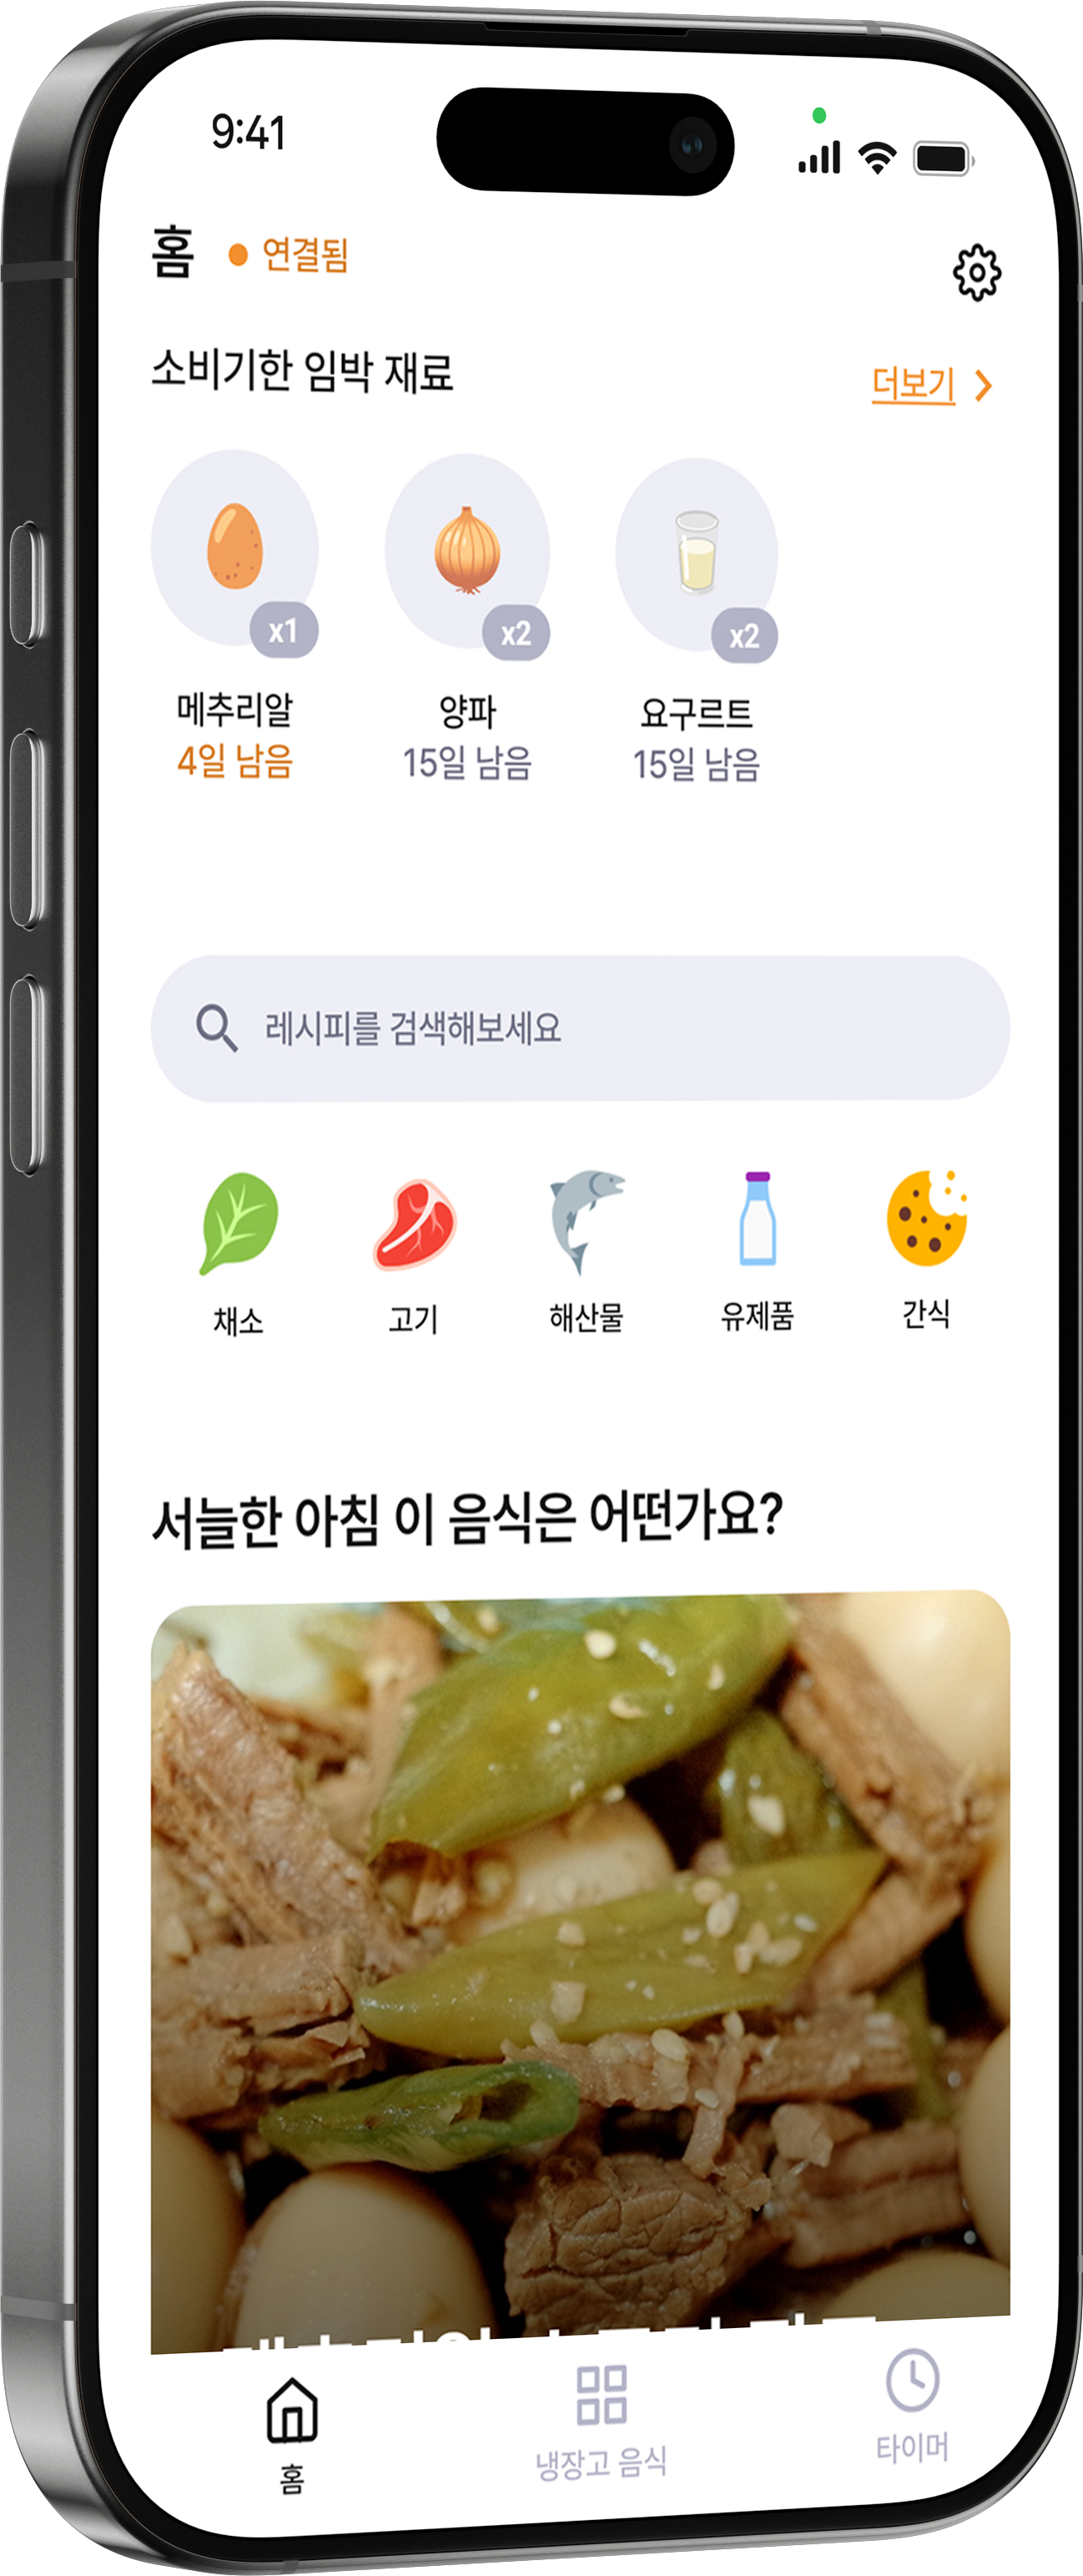 9:41
홈 연결됨
소비기한 임박 재료
더보기
x1
x2
x2
메추리알
양파
요구르트
4일 남음
15일 남음
15일 남음
레시피를 검색해보세요
채소
고기
해산물
유제품
간식
서늘한 아침 이 음식은 어떤가요?
홈
냉장고 음식
타이머